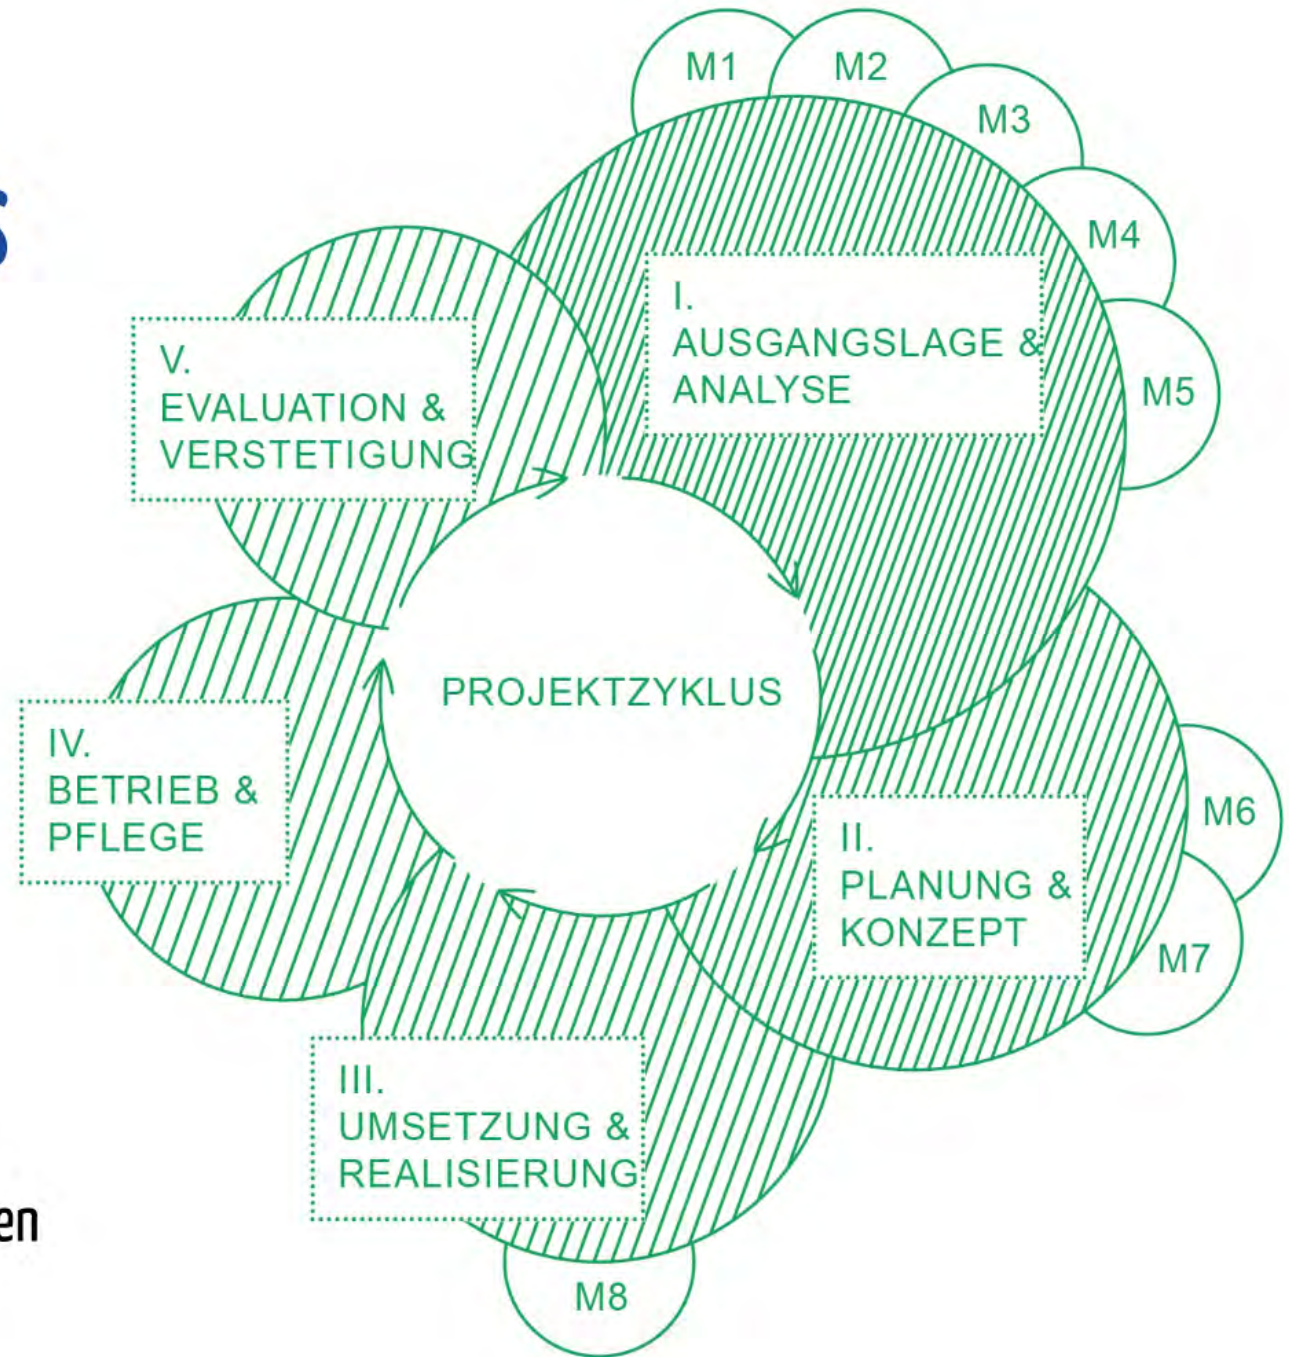 M1
M2
M3
M4
M5
I.
AUSGANGSLAGE &
ANALYSE
V.
EVALUATION &
VERSTETIGUNG
PROJEKTZYKLUS
IV.
BETRIEB &
PFLEGE
II.
PLANUNG &
KONZEPT
M6
M7
III.
UMSETZUNG &
REALISIERUNG
en
M8